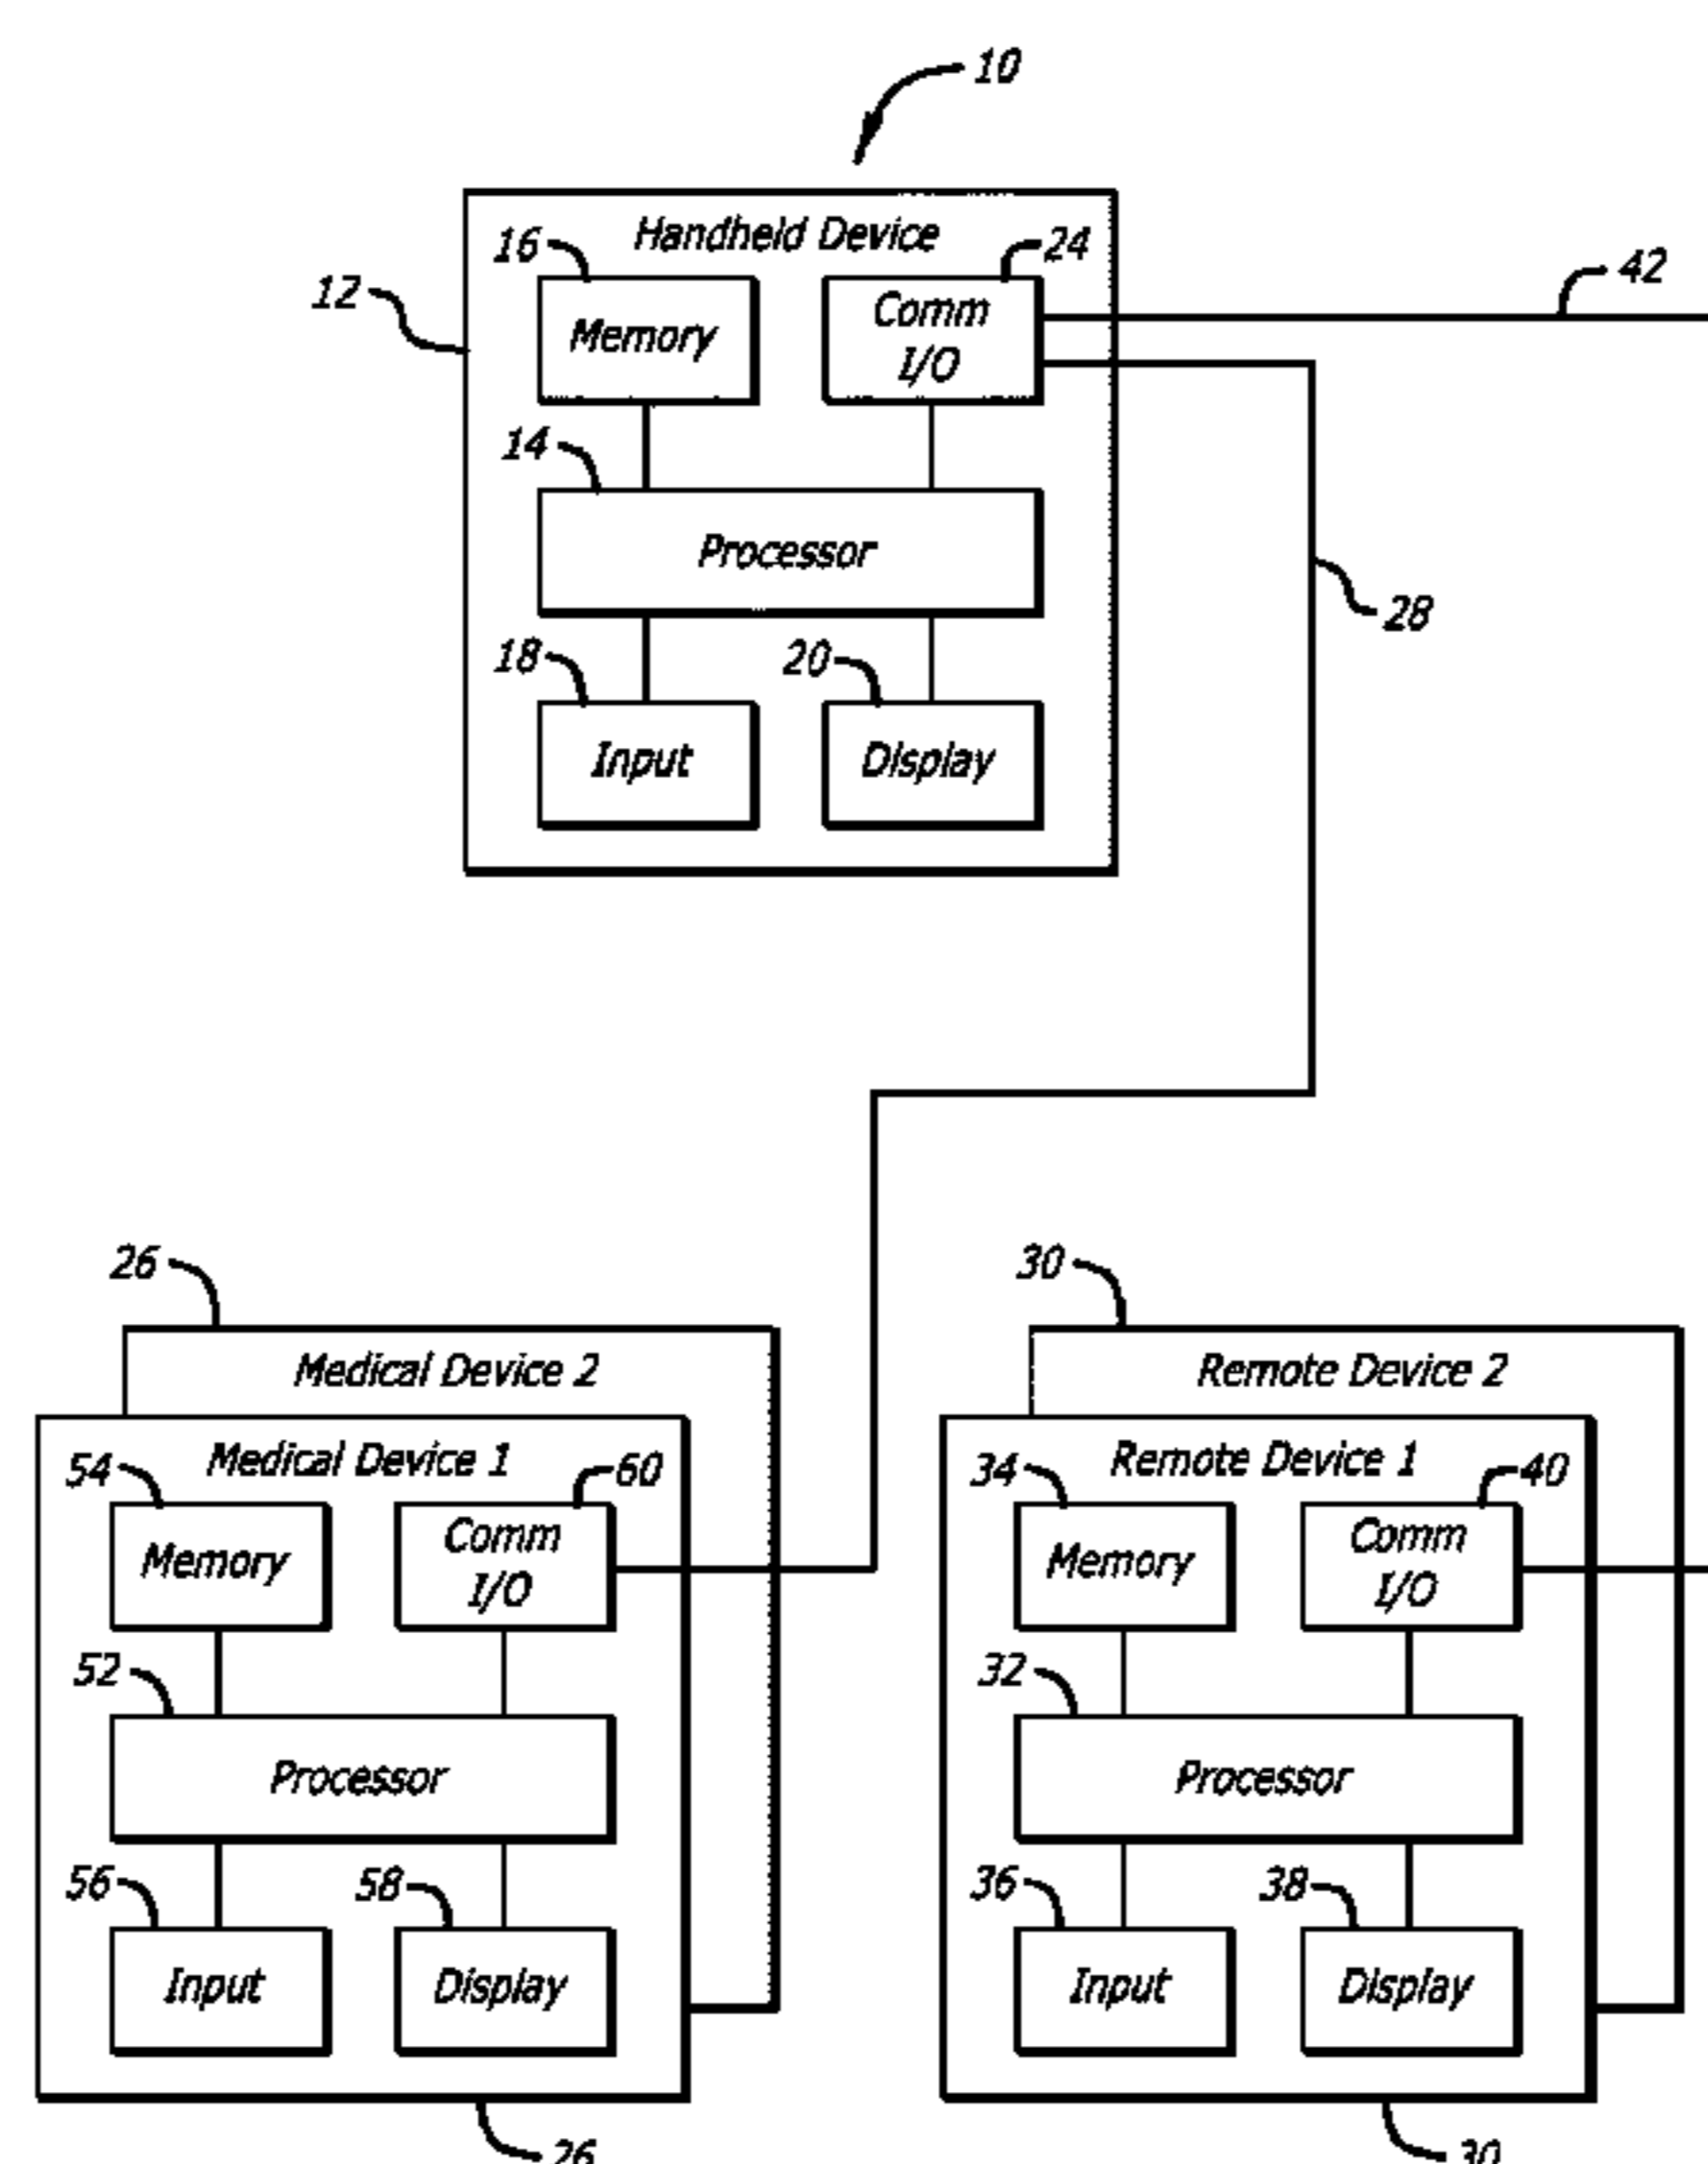 10
Handheld Device
16
24
42
12
Memory
Comm
I/O
14
Processor
28
18
20
Input
Display
26
30
Medical Device 2
Remote Device 2
Medical Device 1
Remote Device 1
54
60
34
40
Memory
Comm
I/O
Memory
Comm
I/O
52
32
Processor
Processor
56
58
36
38
Input
Display
Input
Display
26
30